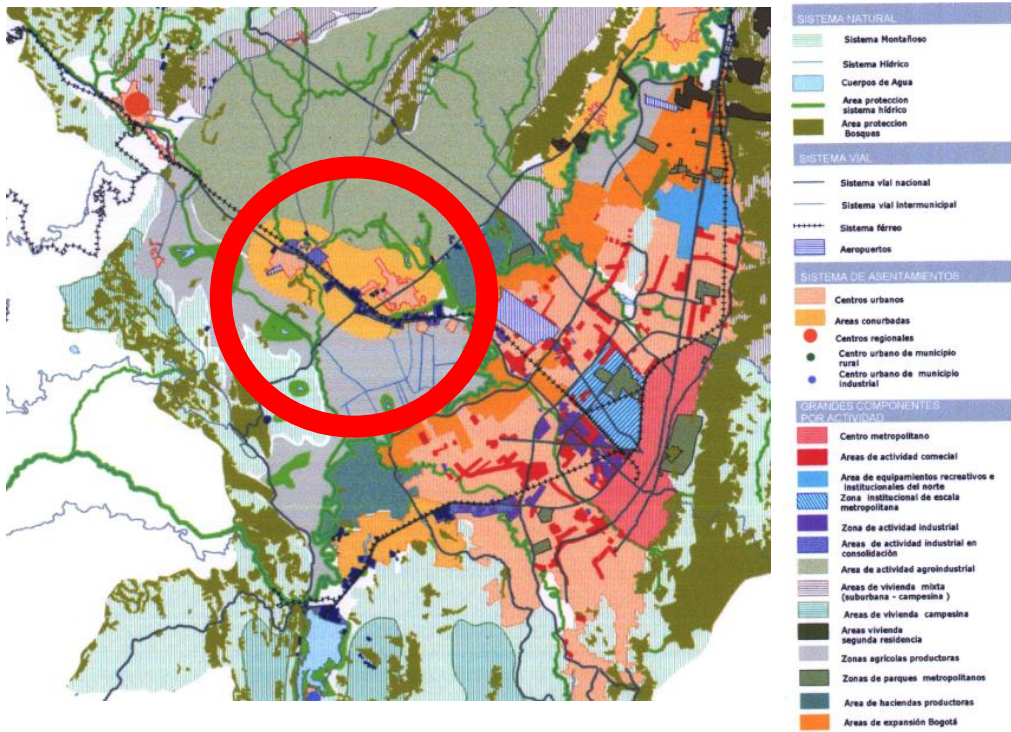 SISTEMA NATURAL
Sistema Montañoso
Sistema Hídrico
Cuerpos de Agua
Area proteccion
sistema hídrico
Area proteccion
Bosques
SISTEMA VIAL
Sistema vial nacional
Sistema vial Intermunicipal
Sistema férreo
Aeropuertos
SISTEMA DE ASENTAMIENTOS
Centros urbanos
Areas conurbadas
Centros regionales
Centro urbano de municipio
rural
Centro urbano de municipio
industrial
GRANDES COMPONENTES
POR ACTIVIDAD
Centro metropolitano
Areas de actividad comecial
Area de equipamientos recreativos e
institucionales del norte
Zona institucional de escala
metropolitana
Zona de actividad industrial
Areas de actividad industrial en
consolidación
Area de actividad agroindustrial
Areas de vivienda mixta
(suburbana - campesina )
Areas de vivienda campesina
Areas vivienda
segunda residencia
Zonas agrícolas productoras
Zonas de parques metropolitanos
Area de haciendas productoras
Areas de expansión Bogotá